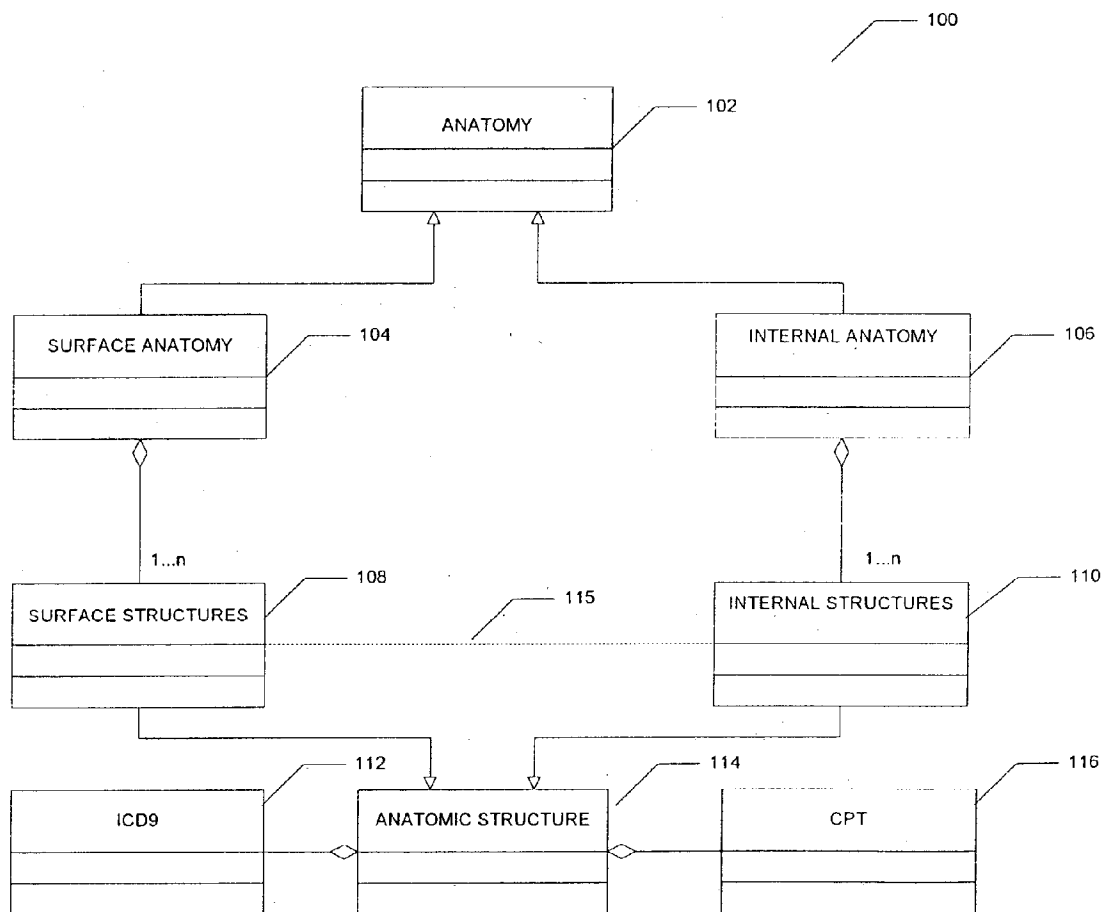 100
ANATOMY
102
SURFACE ANATOMY
104
INTERNAL ANATOMY
106
1...n
1...n
SURFACE STRUCTURES
108
115
INTERNAL STRUCTURES
110
ICD9
112
ANATOMIC STRUCTURE
114
CPT
116